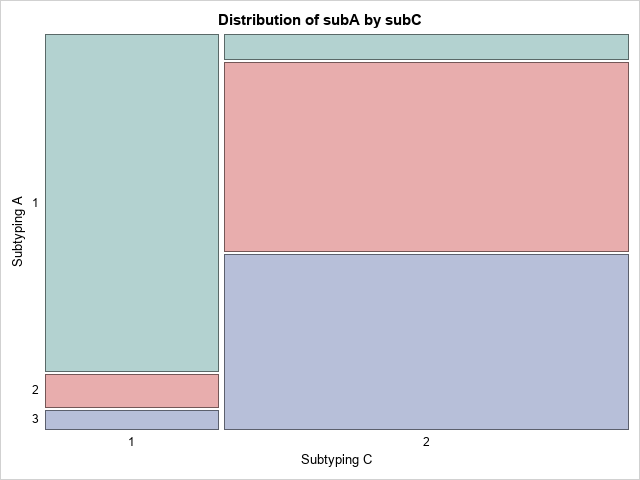 Distribution of subA by subC
Subtyping A
1
2
3
1 2
Subtyping C